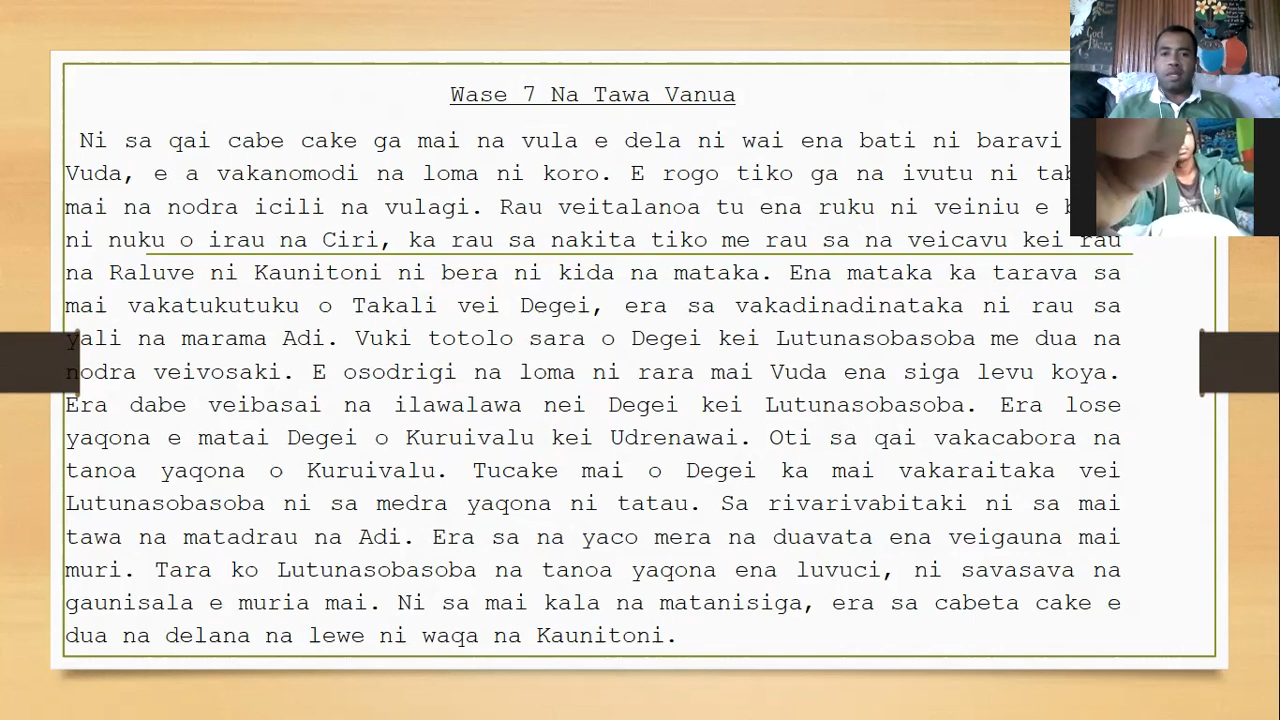 Wase 7 Na Tawa Vanua
Ni sa qai cabe cake ga mai na vula e dela ni wai ena bati ni baravi
Vuda, e a vakanomodi na loma ni koro. E rogo tiko ga na ivutu ni
mai na nodra icili na vulagi. Rau veitalanoa tu ena ruku ni veiniu e
ni nuku o irau na Ciri, ka rau sa nakita tiko me rau sa na veicavu kei rau
na Raluve ni Kaunitoni ni bera ni kida na mataka. Ena mataka ka tarava sa
mai vakatukutuku o Takali vei Degei, era sa vakadinadinataka ni rau sa
yali na marama Adi. Vuki totolo sara o Degei kei Lutunasobasoba me dua na
nodra veivosaki. E osodrigi na loma ni rara mai Vuda ena siga levu koya.
Era dabe veibasai na ilawalawa nei Degei kei Lutunasobasoba. Era lose
yaqona e matai Degei o Kuruivalu kei Udrenawai. Oti sa qai vakacabora na
tanoa yaqona o Kuruivalu. Tucake mai o Degei ka mai vakaraitaka vei
Lutunasobasoba ni sa medra yaqona ni tatau. Sa rivarivabitaki ni sa mai
tawa na matadrau na Adi. Era sa na yaco mera na duavata ena veigauna mai
muri. Tara ko Lutunasobasoba na tanoa yaqona ena luvuci, ni savasava na
gaunisala e muria mai. Ni sa mai kala na matanisiga, era sa cabeta cake e
dua na delana na lewe ni waqa na Kaunitoni.
God
Bless